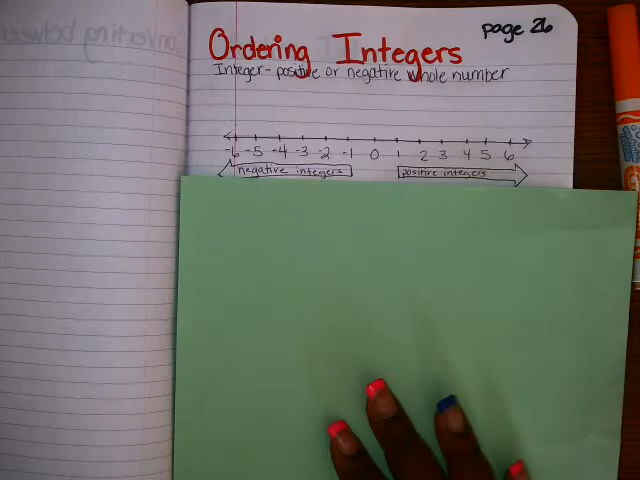 page 26
Ordering Integers
Integer- positive or negative whole number
-6 -5 -4 -3 -2 -1 0 1 2 3 4 5 6
negative integers positive integers